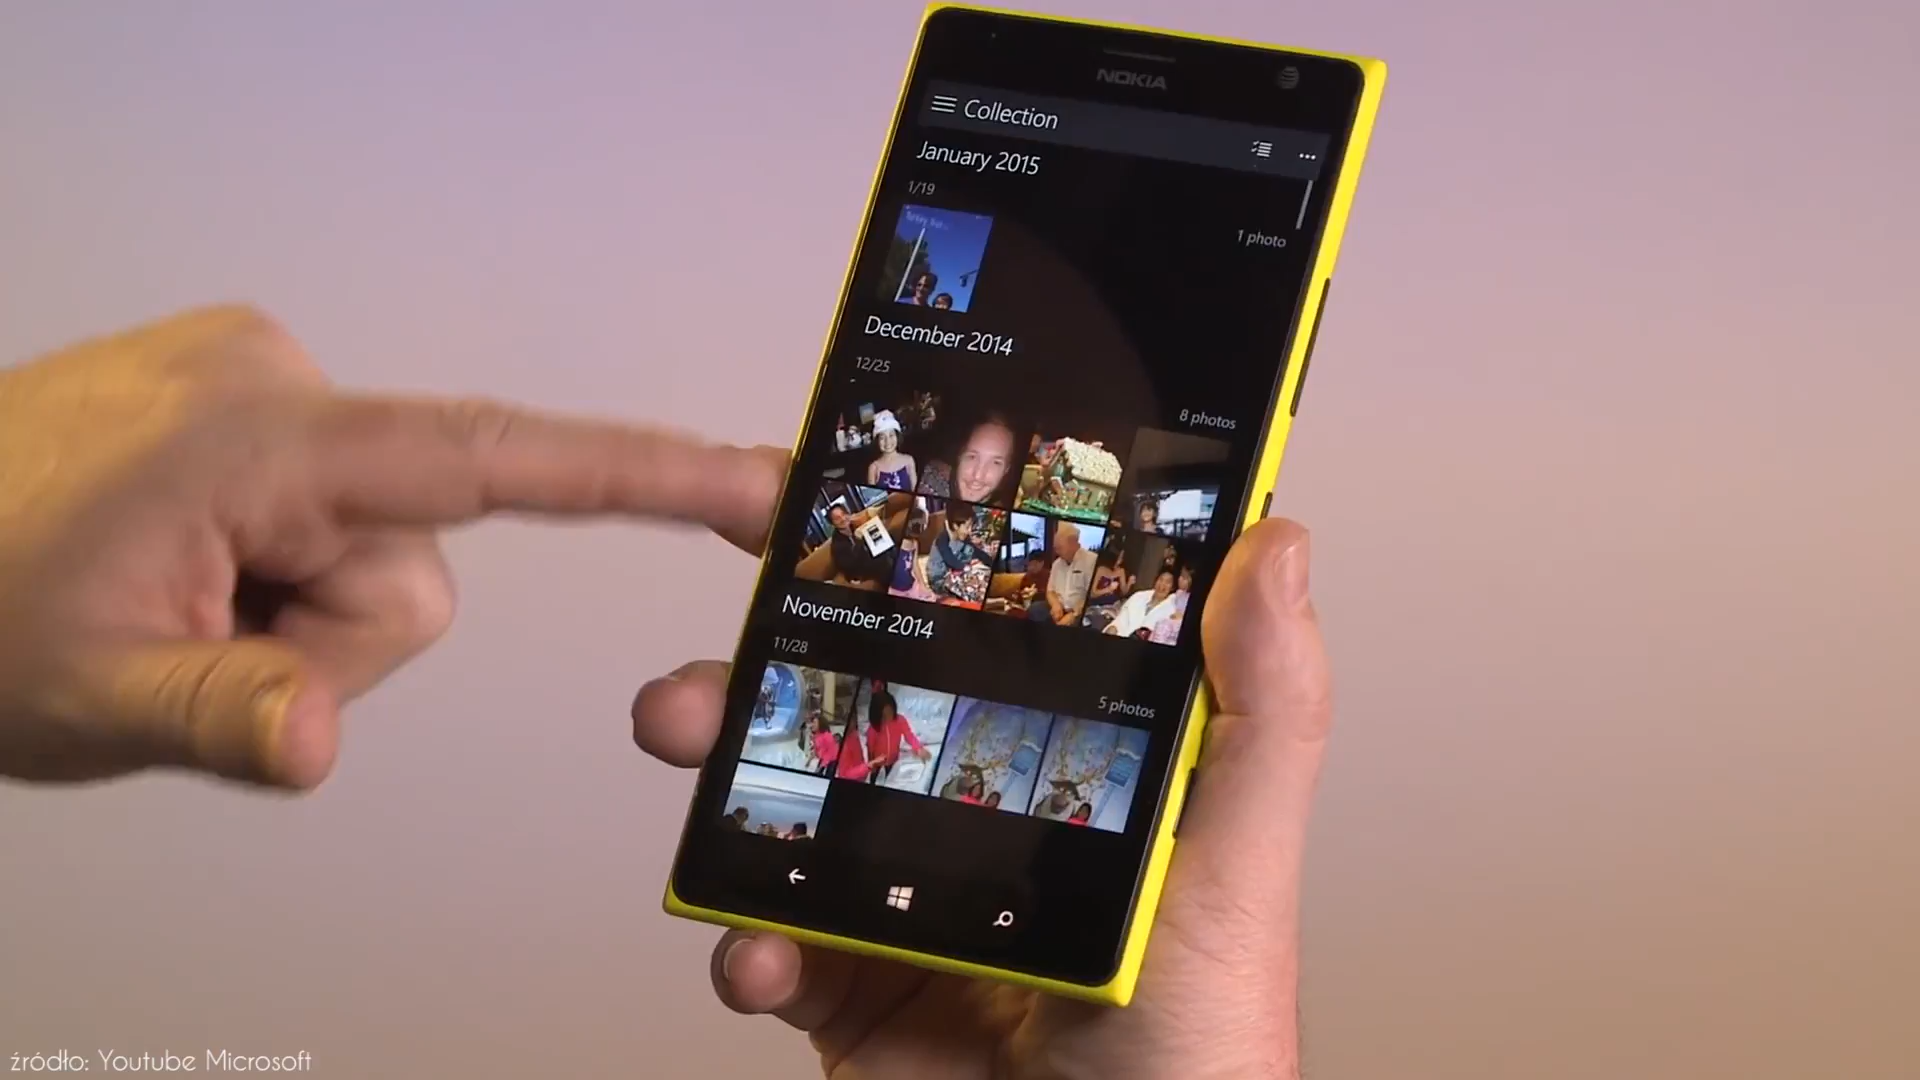 NOKIA
Collection
January 2015
1/19
1 photo
December 2014
12/25
8 photos
November 2014
11/28
5 photos
źródło: Youtube Microsoft